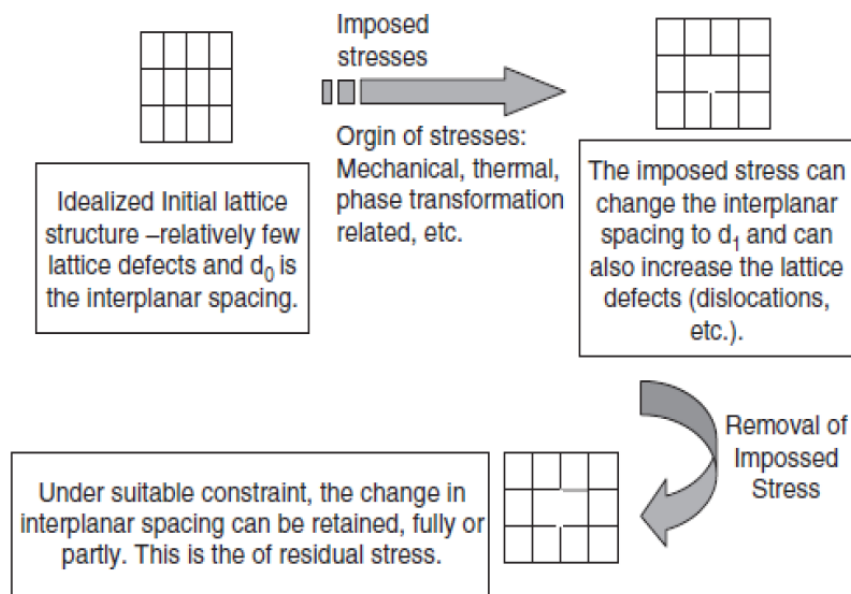 Imposed
stresses
Orgin of stresses:
Mechanical, thermal,
phase transformation
related, etc.
Idealized Initial lattice
structure –relatively few
lattice defects and d0 is
the interplanar spacing.
The imposed stress can
change the interplanar
spacing to d1 and can
also increase the lattice
defects (dislocations,
etc.).
Removal of
Impossed
Stress
Under suitable constraint, the change in
interplanar spacing can be retained, fully or
partly. This is the of residual stress.